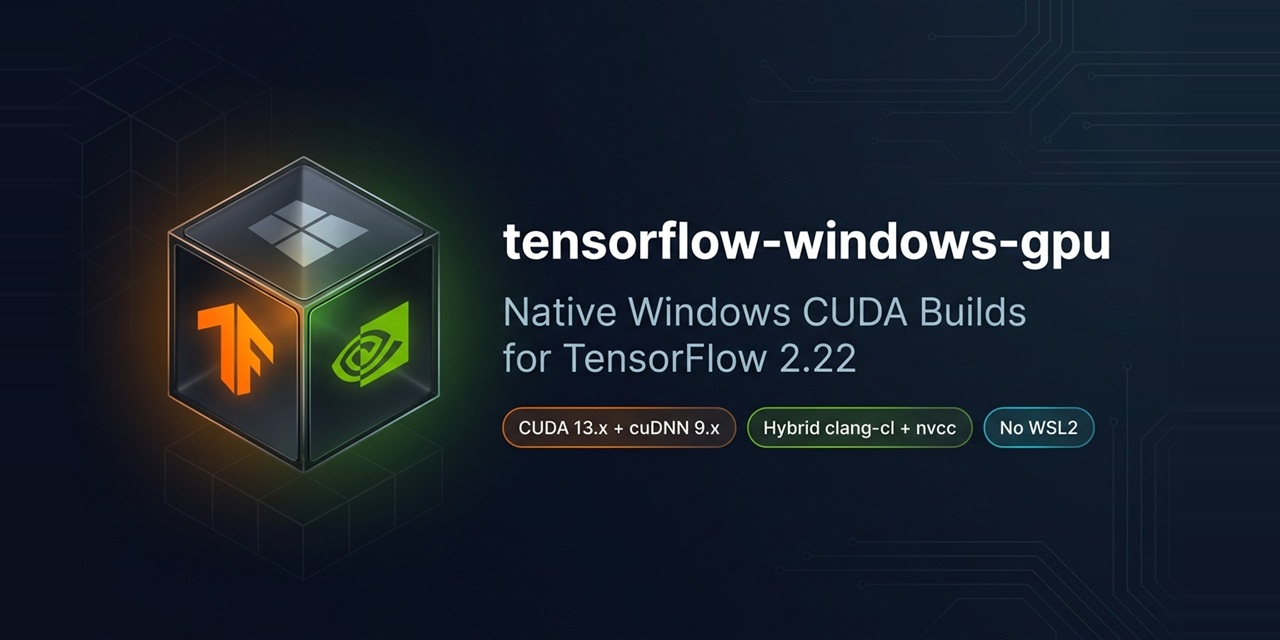 tensorflow-windows-gpu
Native Windows CUDA Builds
for TensorFlow 2.22
CUDA 13.x + cuDNN 9.x
Hybrid clang-cl + nvcc
No WSL2